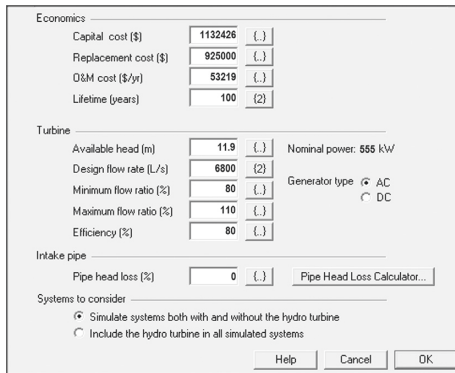 Economics
Capital cost ($) 1132426 {..}
Replacement cost ($) 925000 {..}
O&M cost ($/yr) 53219 {..}
Lifetime (years) 100 {2}
Turbine
Available head (m) 11.9 {..} Nominal power: 555 kW
Design flow rate (L/s) 6800 {2}
Generator type AC
Minimum flow ratio (%) 80 {..}
DC
Maximum flow ratio (%) 110 {..}
Efficiency (%) 80 {..}
Intake pipe
Pipe head loss (%) 0 {..} Pipe Head Loss Calculator...
Systems to consider
Simulate systems both with and without the hydro turbine
Include the hydro turbine in all simulated systems
Help Cancel OK